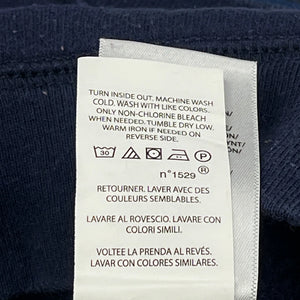 TURN INSIDE OUT. MACHINE WASH
COLD. WASH WITH LIKE COLORS.
ONLY NON-CHLORINE BLEACH
WHEN NEEDED. TUMBLE DRY LOW.
WARM IRON IF NEEDED ON
REVERSE SIDE.
30 P
n°1529 ®
RETOURNER. LAVER AVEC DES
COULEURS SEMBLABLES.
LAVARE AL ROVESCIO. LAVARE CON
COLORI SIMILI.
VOLTEE LA PRENDA AL REVÉS.
LAVAR CON COLORES SIMILARES.